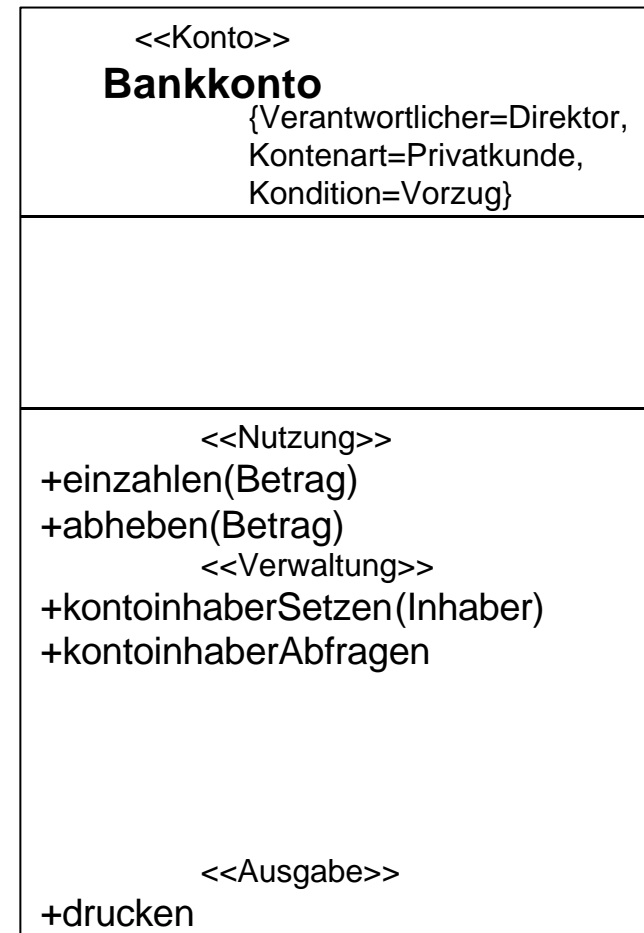 <<Konto>>
Bankkonto
{Verantwortlicher=Direktor,
Kontenart=Privatkunde,
Kondition=Vorzug}
<<Nutzung>>
+einzahlen(Betrag)
+abheben(Betrag)
<<Verwaltung>>
+kontoinhaberSetzen(Inhaber)
+kontoinhaberAbfragen
<<Ausgabe>>
+drucken